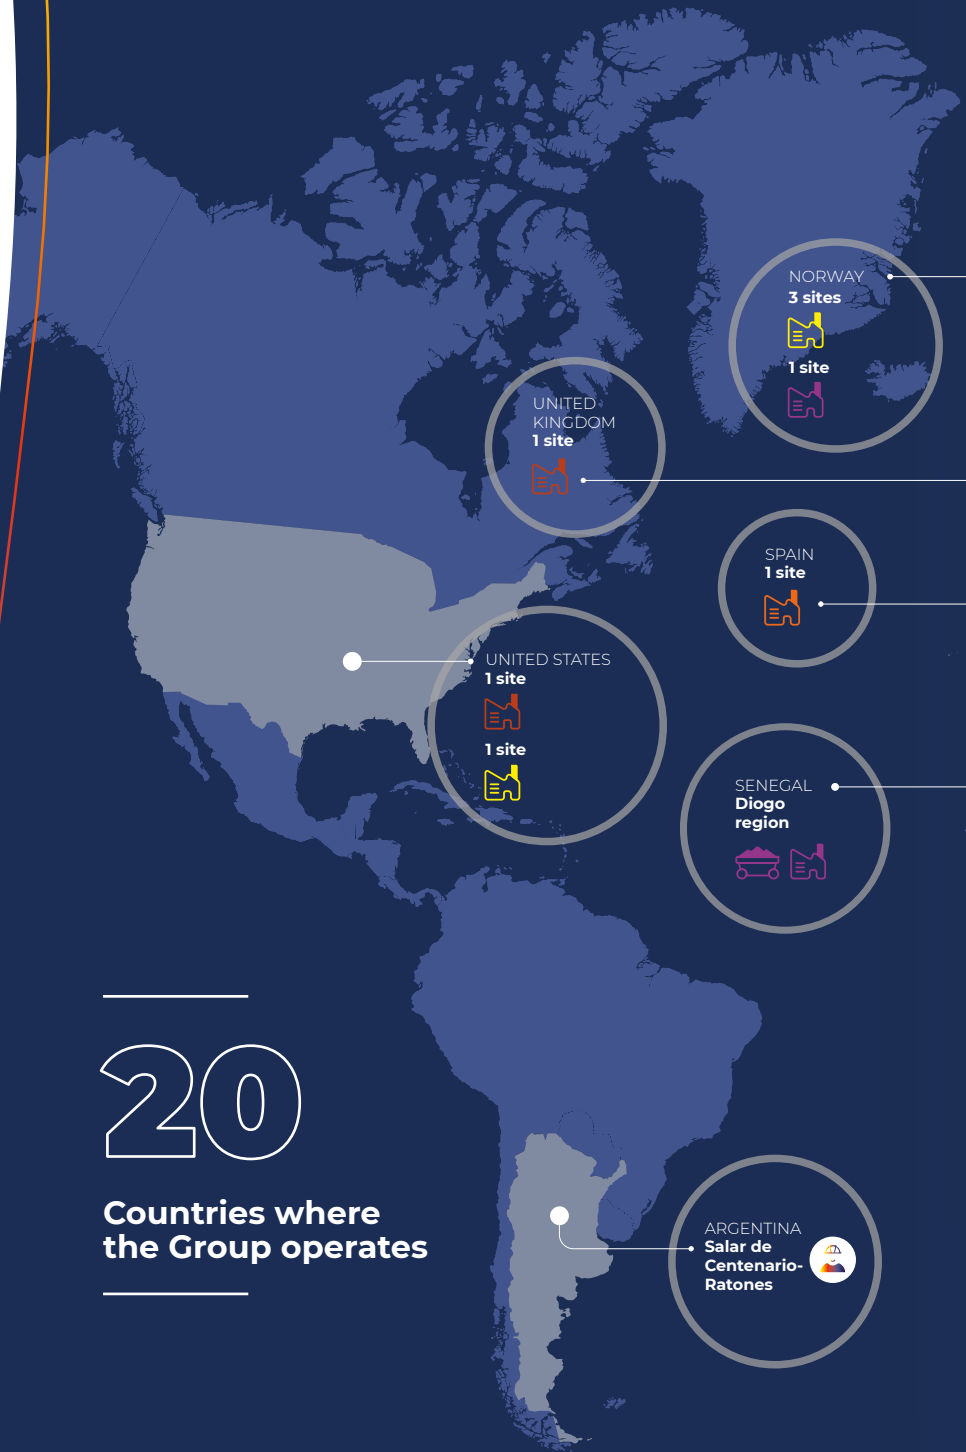 NORWAY
3 sites
1 site
UNITED
KINGDOM
1 site
SPAIN
1 site
UNITED STATES
1 site
1 site
SENEGAL
Diogo
region
20
Countries where
the Group operates
ARGENTINA
Salar de
Centenario-
Ratones